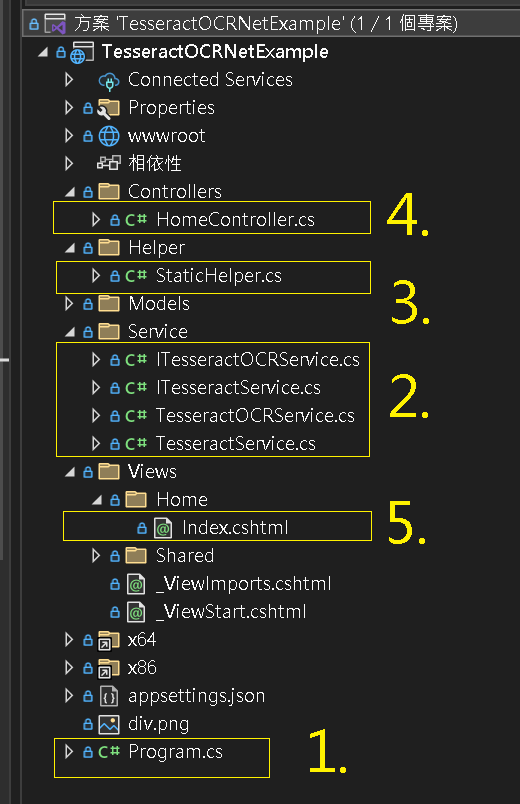 方案 'TesseractOCRNetExample' (1 / 1 個專案)
TesseractOCRNetExample
Connected Services
Properties
wwwroot
相依性
Controllers
C# HomeController.cs
4.
Helper
C# StaticHelper.cs
3.
Models
Service
C# ITesseractOCRService.cs
C# ITesseractService.cs
2.
C# TesseractOCRService.cs
C# TesseractService.cs
Views
Home
@ Index.cshtml
5.
Shared
@ _ViewImports.cshtml
@ _ViewStart.cshtml
x64
x86
appsettings.json
div.png
C# Program.cs
1.